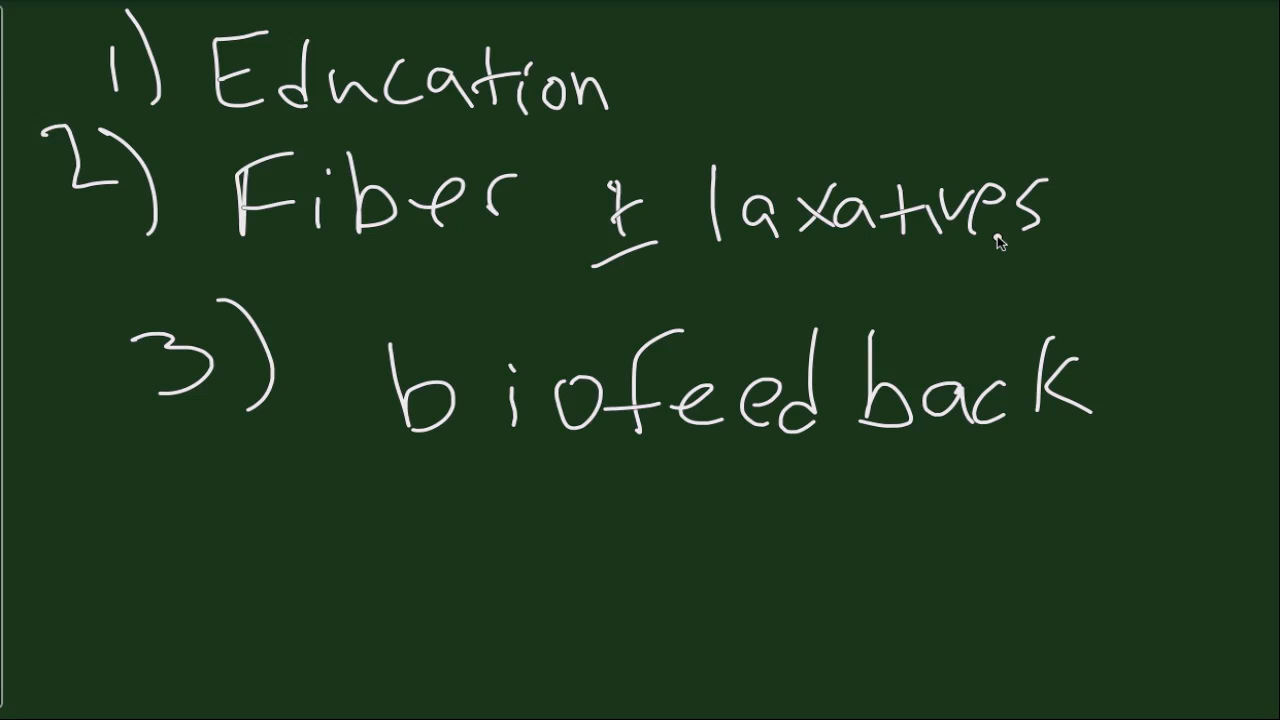 1) Education
2) Fiber ± laxatives
3) biofeedback